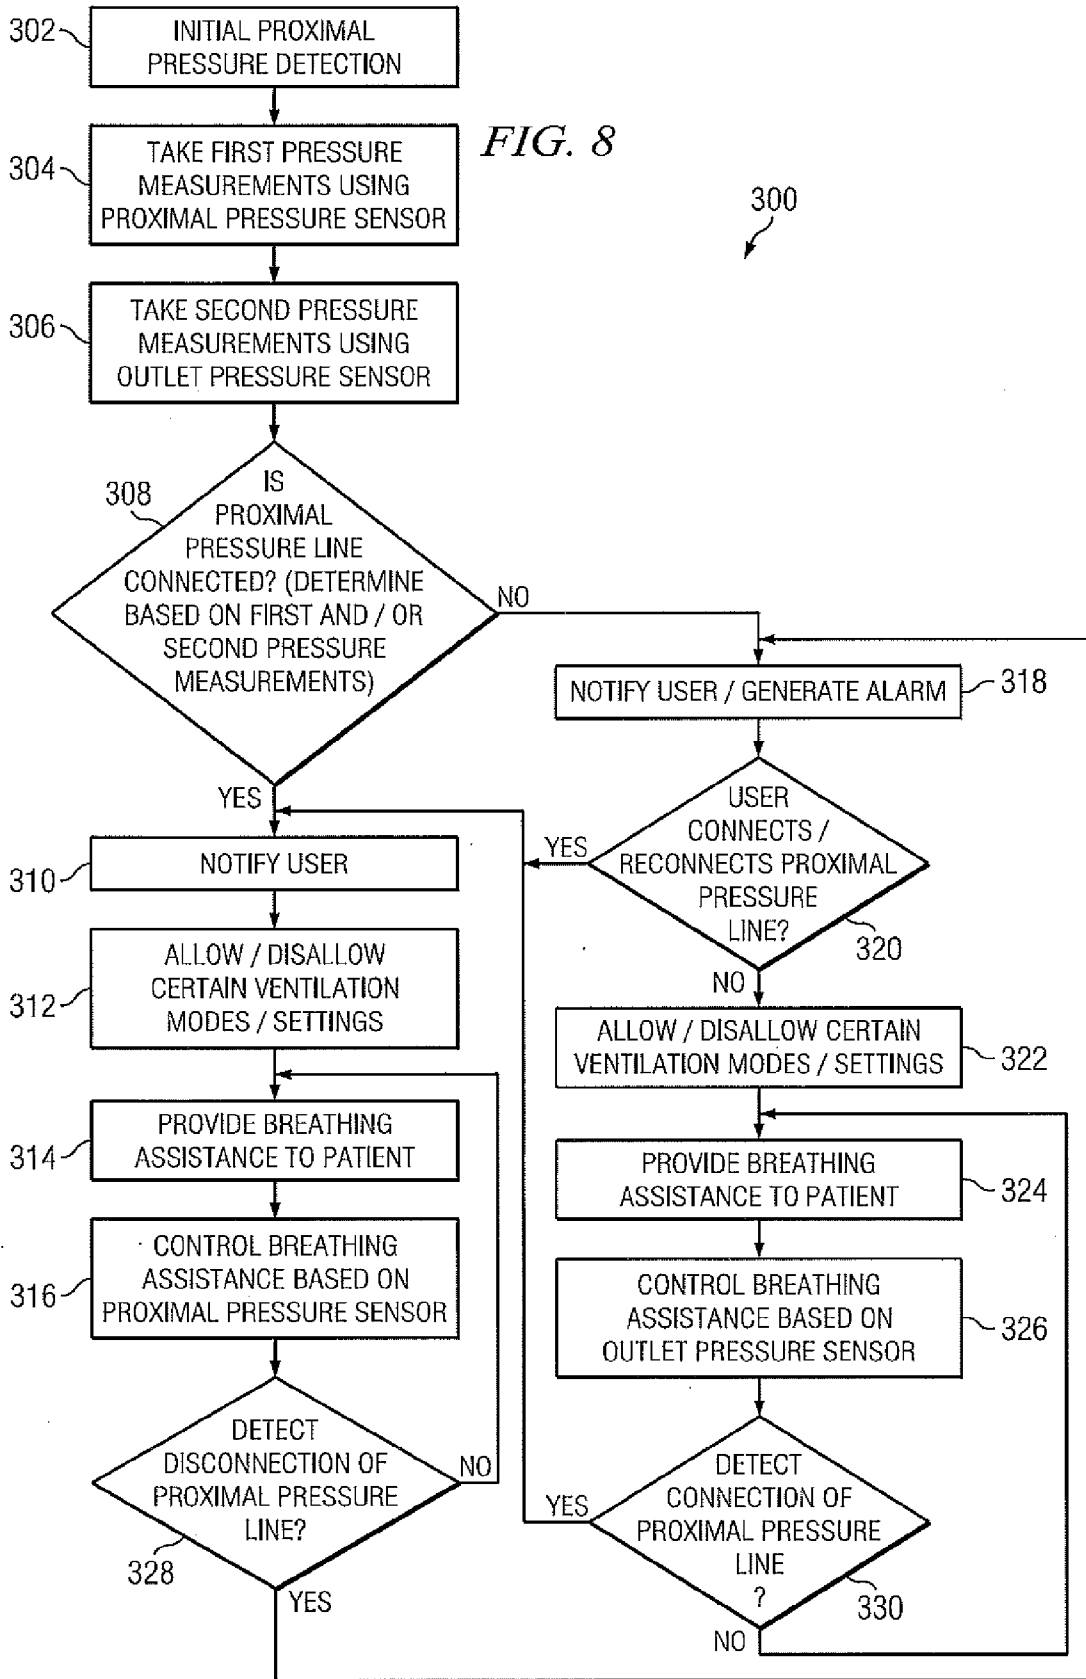 302
INITIAL PROXIMAL
PRESSURE DETECTION
FIG. 8
304
TAKE FIRST PRESSURE
MEASUREMENTS USING
PROXIMAL PRESSURE SENSOR
300
306
TAKE SECOND PRESSURE
MEASUREMENTS USING
OUTLET PRESSURE SENSOR
308
IS
PROXIMAL
PRESSURE LINE
CONNECTED? (DETERMINE
BASED ON FIRST AND / OR
SECOND PRESSURE
MEASUREMENTS)
NO
YES
NOTIFY USER / GENERATE ALARM
318
USER
CONNECTS /
RECONNECTS PROXIMAL
PRESSURE
LINE?
YES
320
NO
310
NOTIFY USER
312
ALLOW / DISALLOW
CERTAIN VENTILATION
MODES / SETTINGS
ALLOW / DISALLOW CERTAIN
VENTILATION MODES / SETTINGS
322
314
PROVIDE BREATHING
ASSISTANCE TO PATIENT
PROVIDE BREATHING
ASSISTANCE TO PATIENT
324
316
CONTROL BREATHING
ASSISTANCE BASED ON
PROXIMAL PRESSURE SENSOR
CONTROL BREATHING
ASSISTANCE BASED ON
OUTLET PRESSURE SENSOR
326
DETECT
DISCONNECTION OF
PROXIMAL PRESSURE
LINE?
NO
328
YES
DETECT
CONNECTION OF
PROXIMAL PRESSURE
LINE
?
YES
330
NO